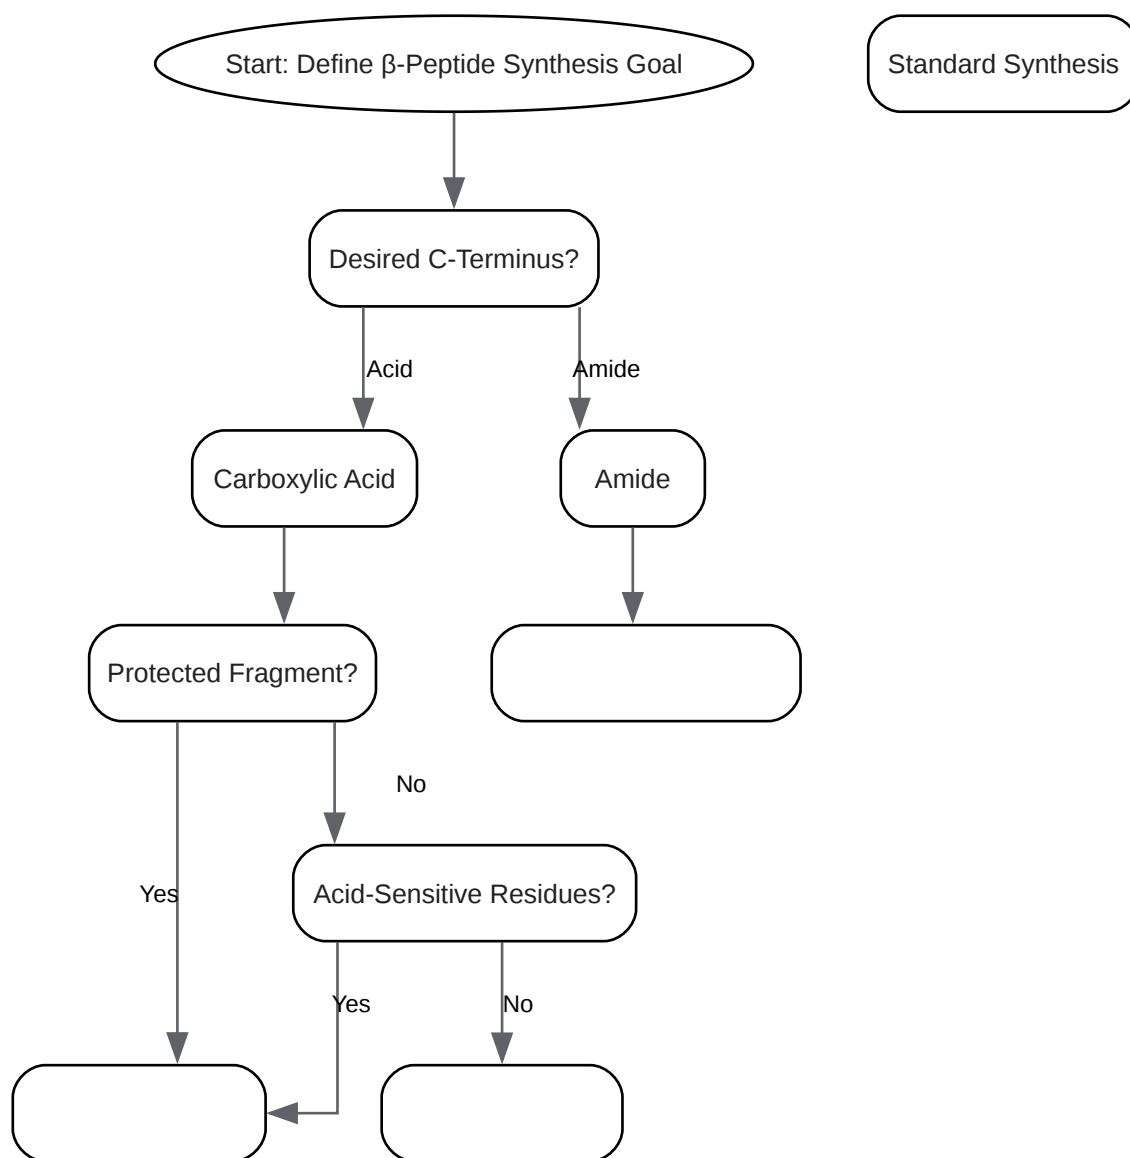 Start: Define β-Peptide Synthesis Goal
Standard Synthesis
Desired C-Terminus?
Acid
Amide
Carboxylic Acid
Amide
Protected Fragment?
No
Yes
Acid-Sensitive Residues?
Yes
No